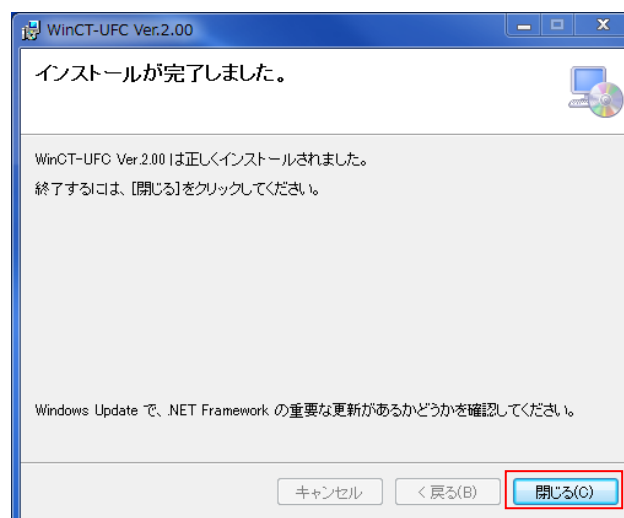 WinCT-UFC Ver.2.00
インストールが完了しました。
WinCT-UFC Ver.2.00 は正しくインストールされました。
終了するには、[閉じる]をクリックしてください。
Windows Update で、.NET Framework の重要な更新があるかどうかを確認してください。
キャンセル
< 戻る(B)
閉じる(C)